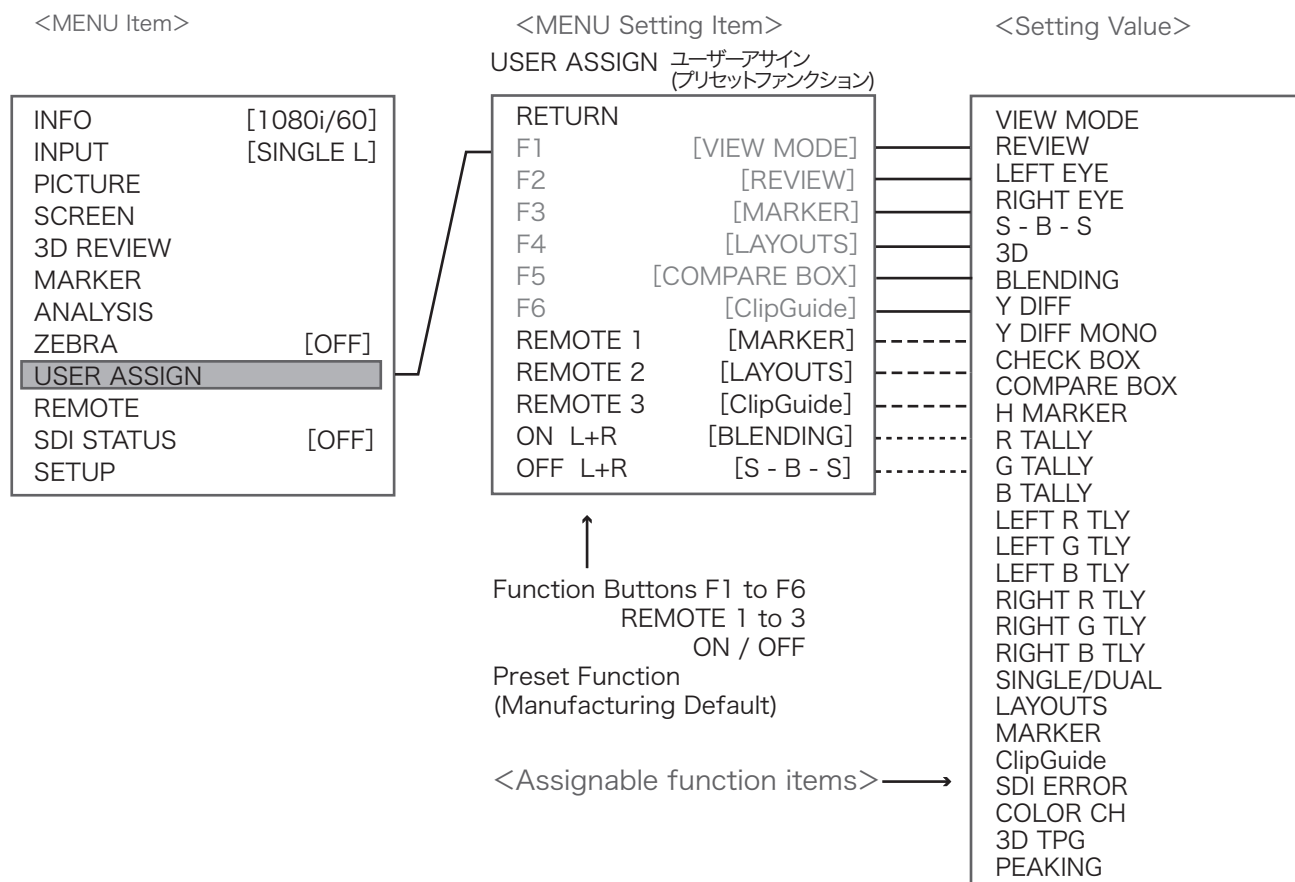 <MENU Item>
INFO [1080i/60]
INPUT [SINGLE L]
PICTURE
SCREEN
3D REVIEW
MARKER
ANALYSIS
ZEBRA [OFF]
USER ASSIGN
REMOTE
SDI STATUS [OFF]
SETUP
<MENU Setting Item>
USER ASSIGN ユーザーアサイン
(プリセットファンクション)
RETURN
F1 [VIEW MODE]
F2 [REVIEW]
F3 [MARKER]
F4 [LAYOUTS]
F5 [COMPARE BOX]
F6 [ClipGuide]
REMOTE 1 [MARKER]
REMOTE 2 [LAYOUTS]
REMOTE 3 [ClipGuide]
ON L+R [BLENDING]
OFF L+R [S - B - S]
Function Buttons F1 to F6
REMOTE 1 to 3
ON / OFF
Preset Function
(Manufacturing Default)
<Assignable function items>
<Setting Value>
VIEW MODE
REVIEW
LEFT EYE
RIGHT EYE
S - B - S
3D
BLENDING
Y DIFF
Y DIFF MONO
CHECK BOX
COMPARE BOX
H MARKER
R TALLY
G TALLY
B TALLY
LEFT R TLY
LEFT G TLY
LEFT B TLY
RIGHT R TLY
RIGHT G TLY
RIGHT B TLY
SINGLE/DUAL
LAYOUTS
MARKER
ClipGuide
SDI ERROR
COLOR CH
3D TPG
PEAKING